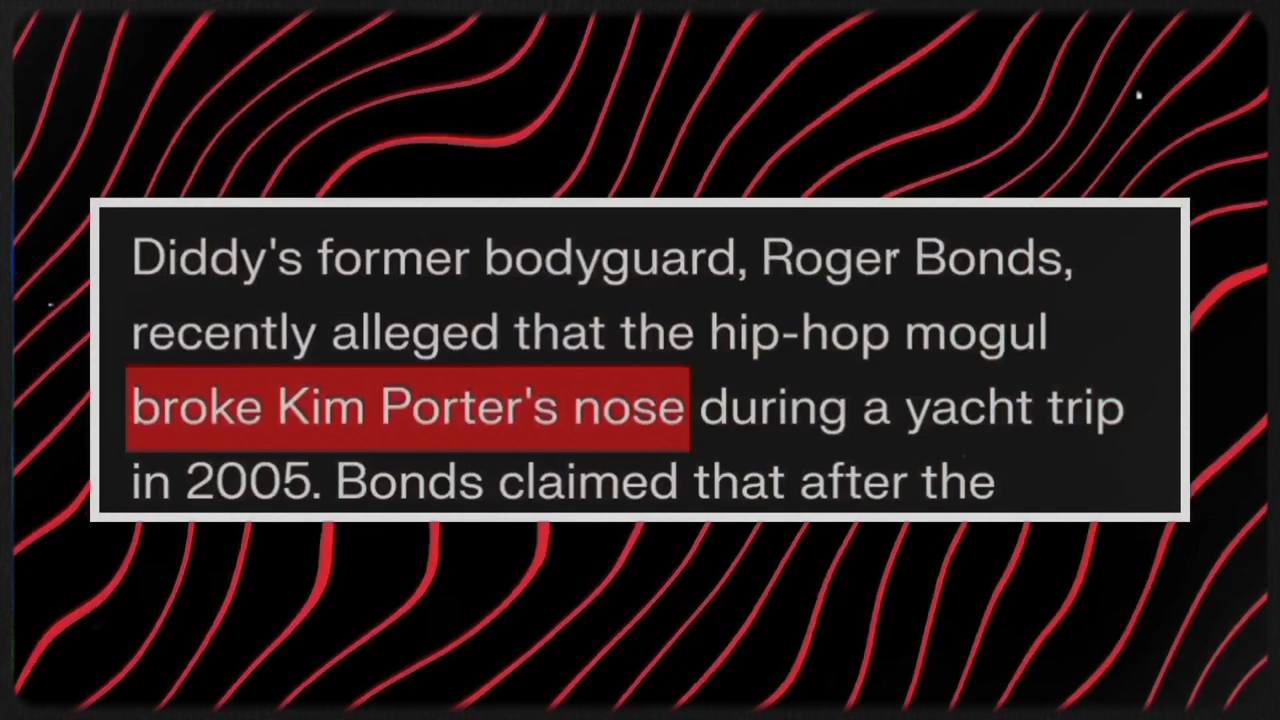 Diddy's former bodyguard, Roger Bonds,
recently alleged that the hip-hop mogul
broke Kim Porter's nose during a yacht trip
in 2005. Bonds claimed that after the